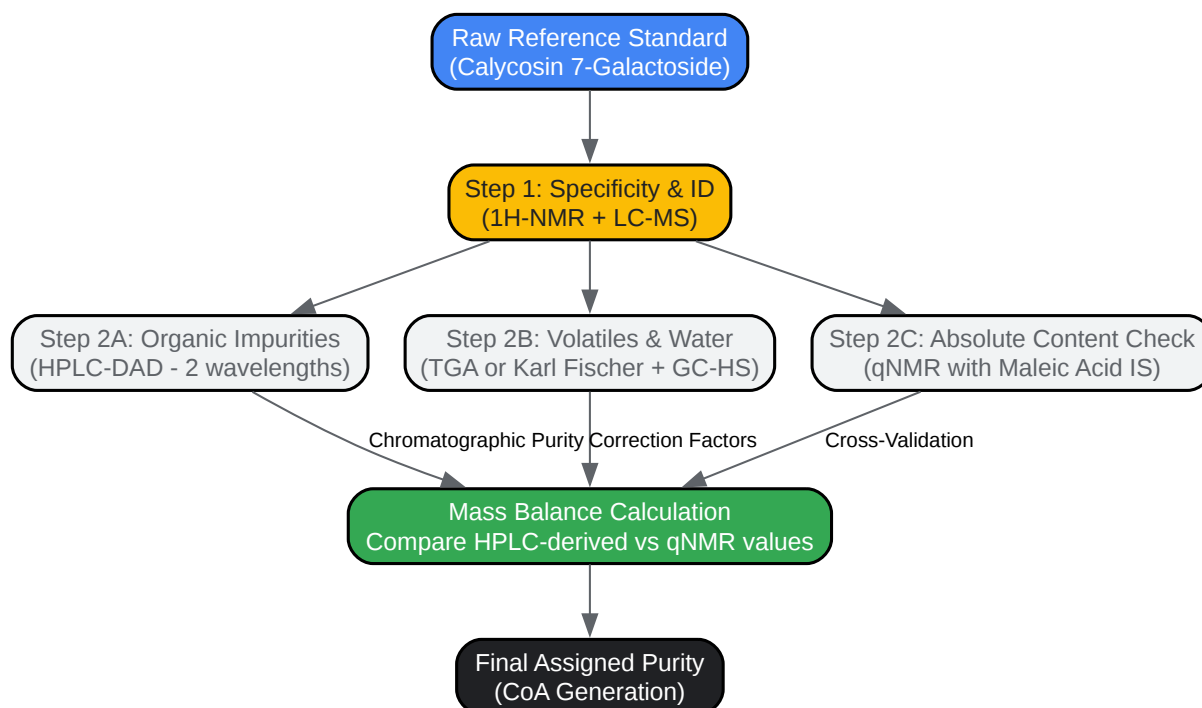 Raw Reference Standard
(Calycosin 7-Galactoside)
Step 1: Specificity & ID
(1H-NMR + LC-MS)
Step 2A: Organic Impurities
(HPLC-DAD - 2 wavelengths)
Step 2B: Volatiles & Water
(TGA or Karl Fischer + GC-HS)
Step 2C: Absolute Content Check
(qNMR with Maleic Acid IS)
Chromatographic Purity
Correction Factors
Cross-Validation
Mass Balance Calculation
Compare HPLC-derived vs qNMR values
Final Assigned Purity
(CoA Generation)